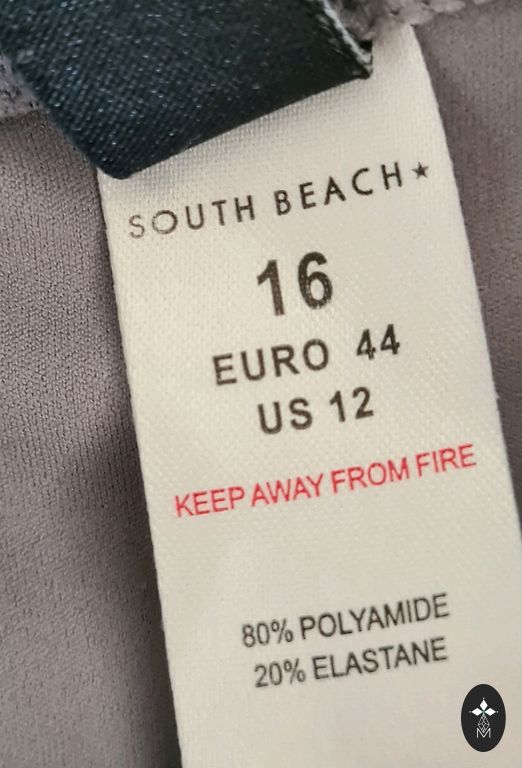 SOUTH BEACH★
16
EURO 44
US 12
KEEP AWAY FROM FIRE
80% POLYAMIDE
20% ELASTANE
M